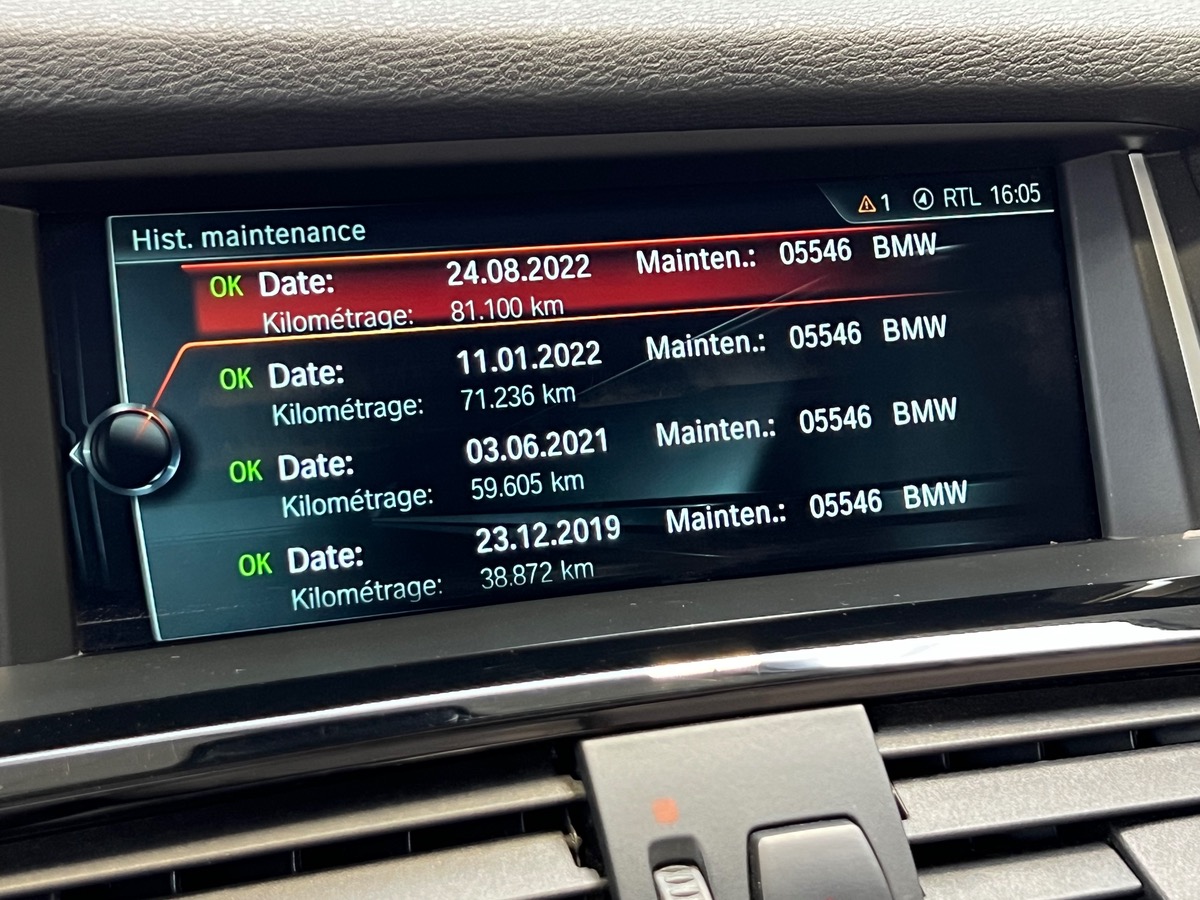 1 RTL 16:05
Hist. maintenance
OK Date: 24.08.2022 Mainten.: 05546 BMW
Kilométrage: 81.100 km
OK Date: 11.01.2022 Mainten.: 05546 BMW
Kilométrage: 71.236 km
OK Date: 03.06.2021 Mainten.: 05546 BMW
Kilométrage: 59.605 km
OK Date: 23.12.2019 Mainten.: 05546 BMW
Kilométrage: 38.872 km